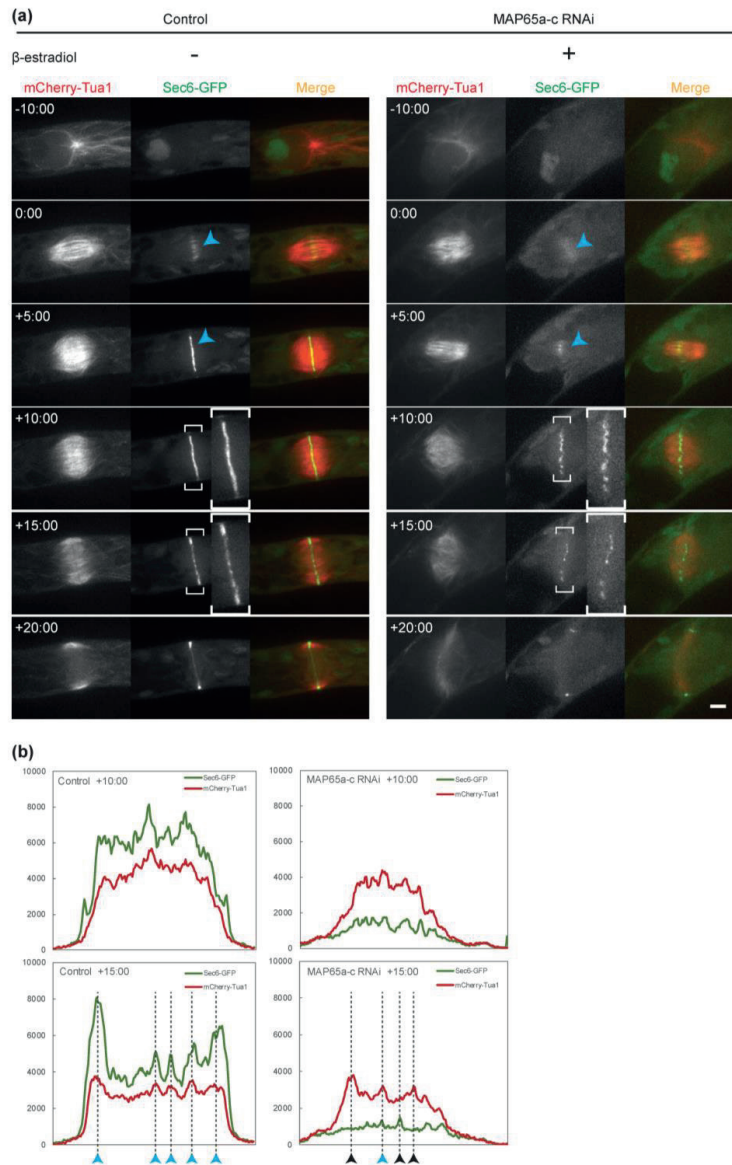 (a)
Control MAP65a-c RNAi
β-estradiol - +
mCherry-Tua1 Sec6-GFP Merge mCherry-Tua1 Sec6-GFP Merge
-10:00 -10:00
0:00 0:00
+5:00 +5:00
+10:00 +10:00
+15:00 +15:00
+20:00 +20:00
(b)
10000 Control +10:00 Sec6-GFP 10000 MAP65a-c RNAi +10:00 Sec6-GFP
mCherry-Tua1 mCherry-Tua1
8000 8000
6000 6000
4000 4000
2000 2000
0 0
10000 Control +15:00 Sec6-GFP 10000 MAP65a-c RNAi +15:00 Sec6-GFP
mCherry-Tua1 mCherry-Tua1
8000 8000
6000 6000
4000 4000
2000 2000
0 0